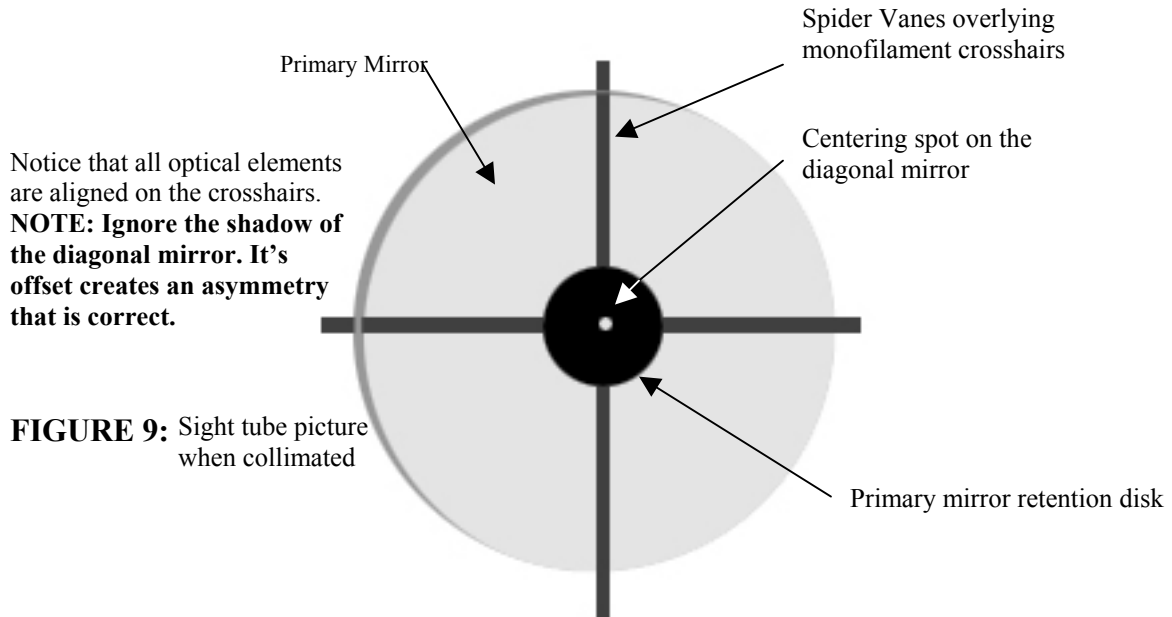 Spider Vanes overlying
monofilament crosshairs
Primary Mirror
Centering spot on the
diagonal mirror
Notice that all optical elements
are aligned on the crosshairs.
NOTE: Ignore the shadow of
the diagonal mirror. It’s
offset creates an asymmetry
that is correct.
FIGURE 9: Sight tube picture
when collimated
Primary mirror retention disk